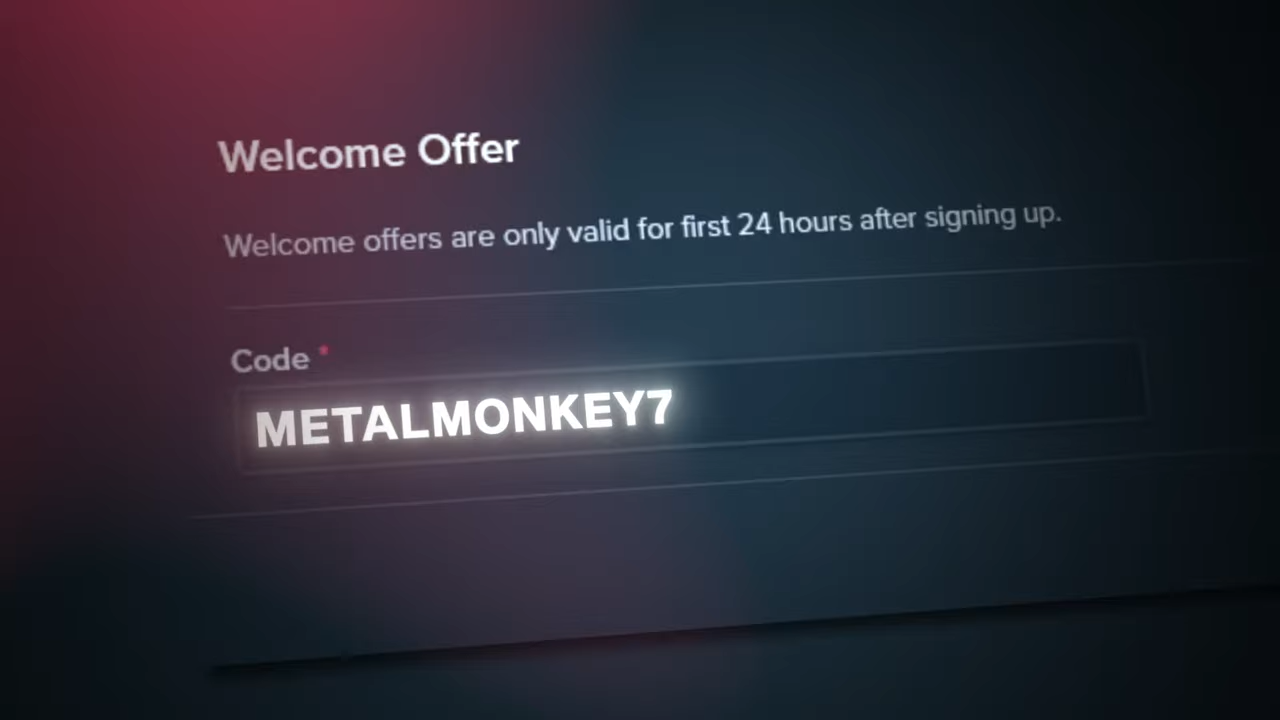 Welcome Offer
Welcome offers are only valid for first 24 hours after signing up.
Code *
METALMONKEY7